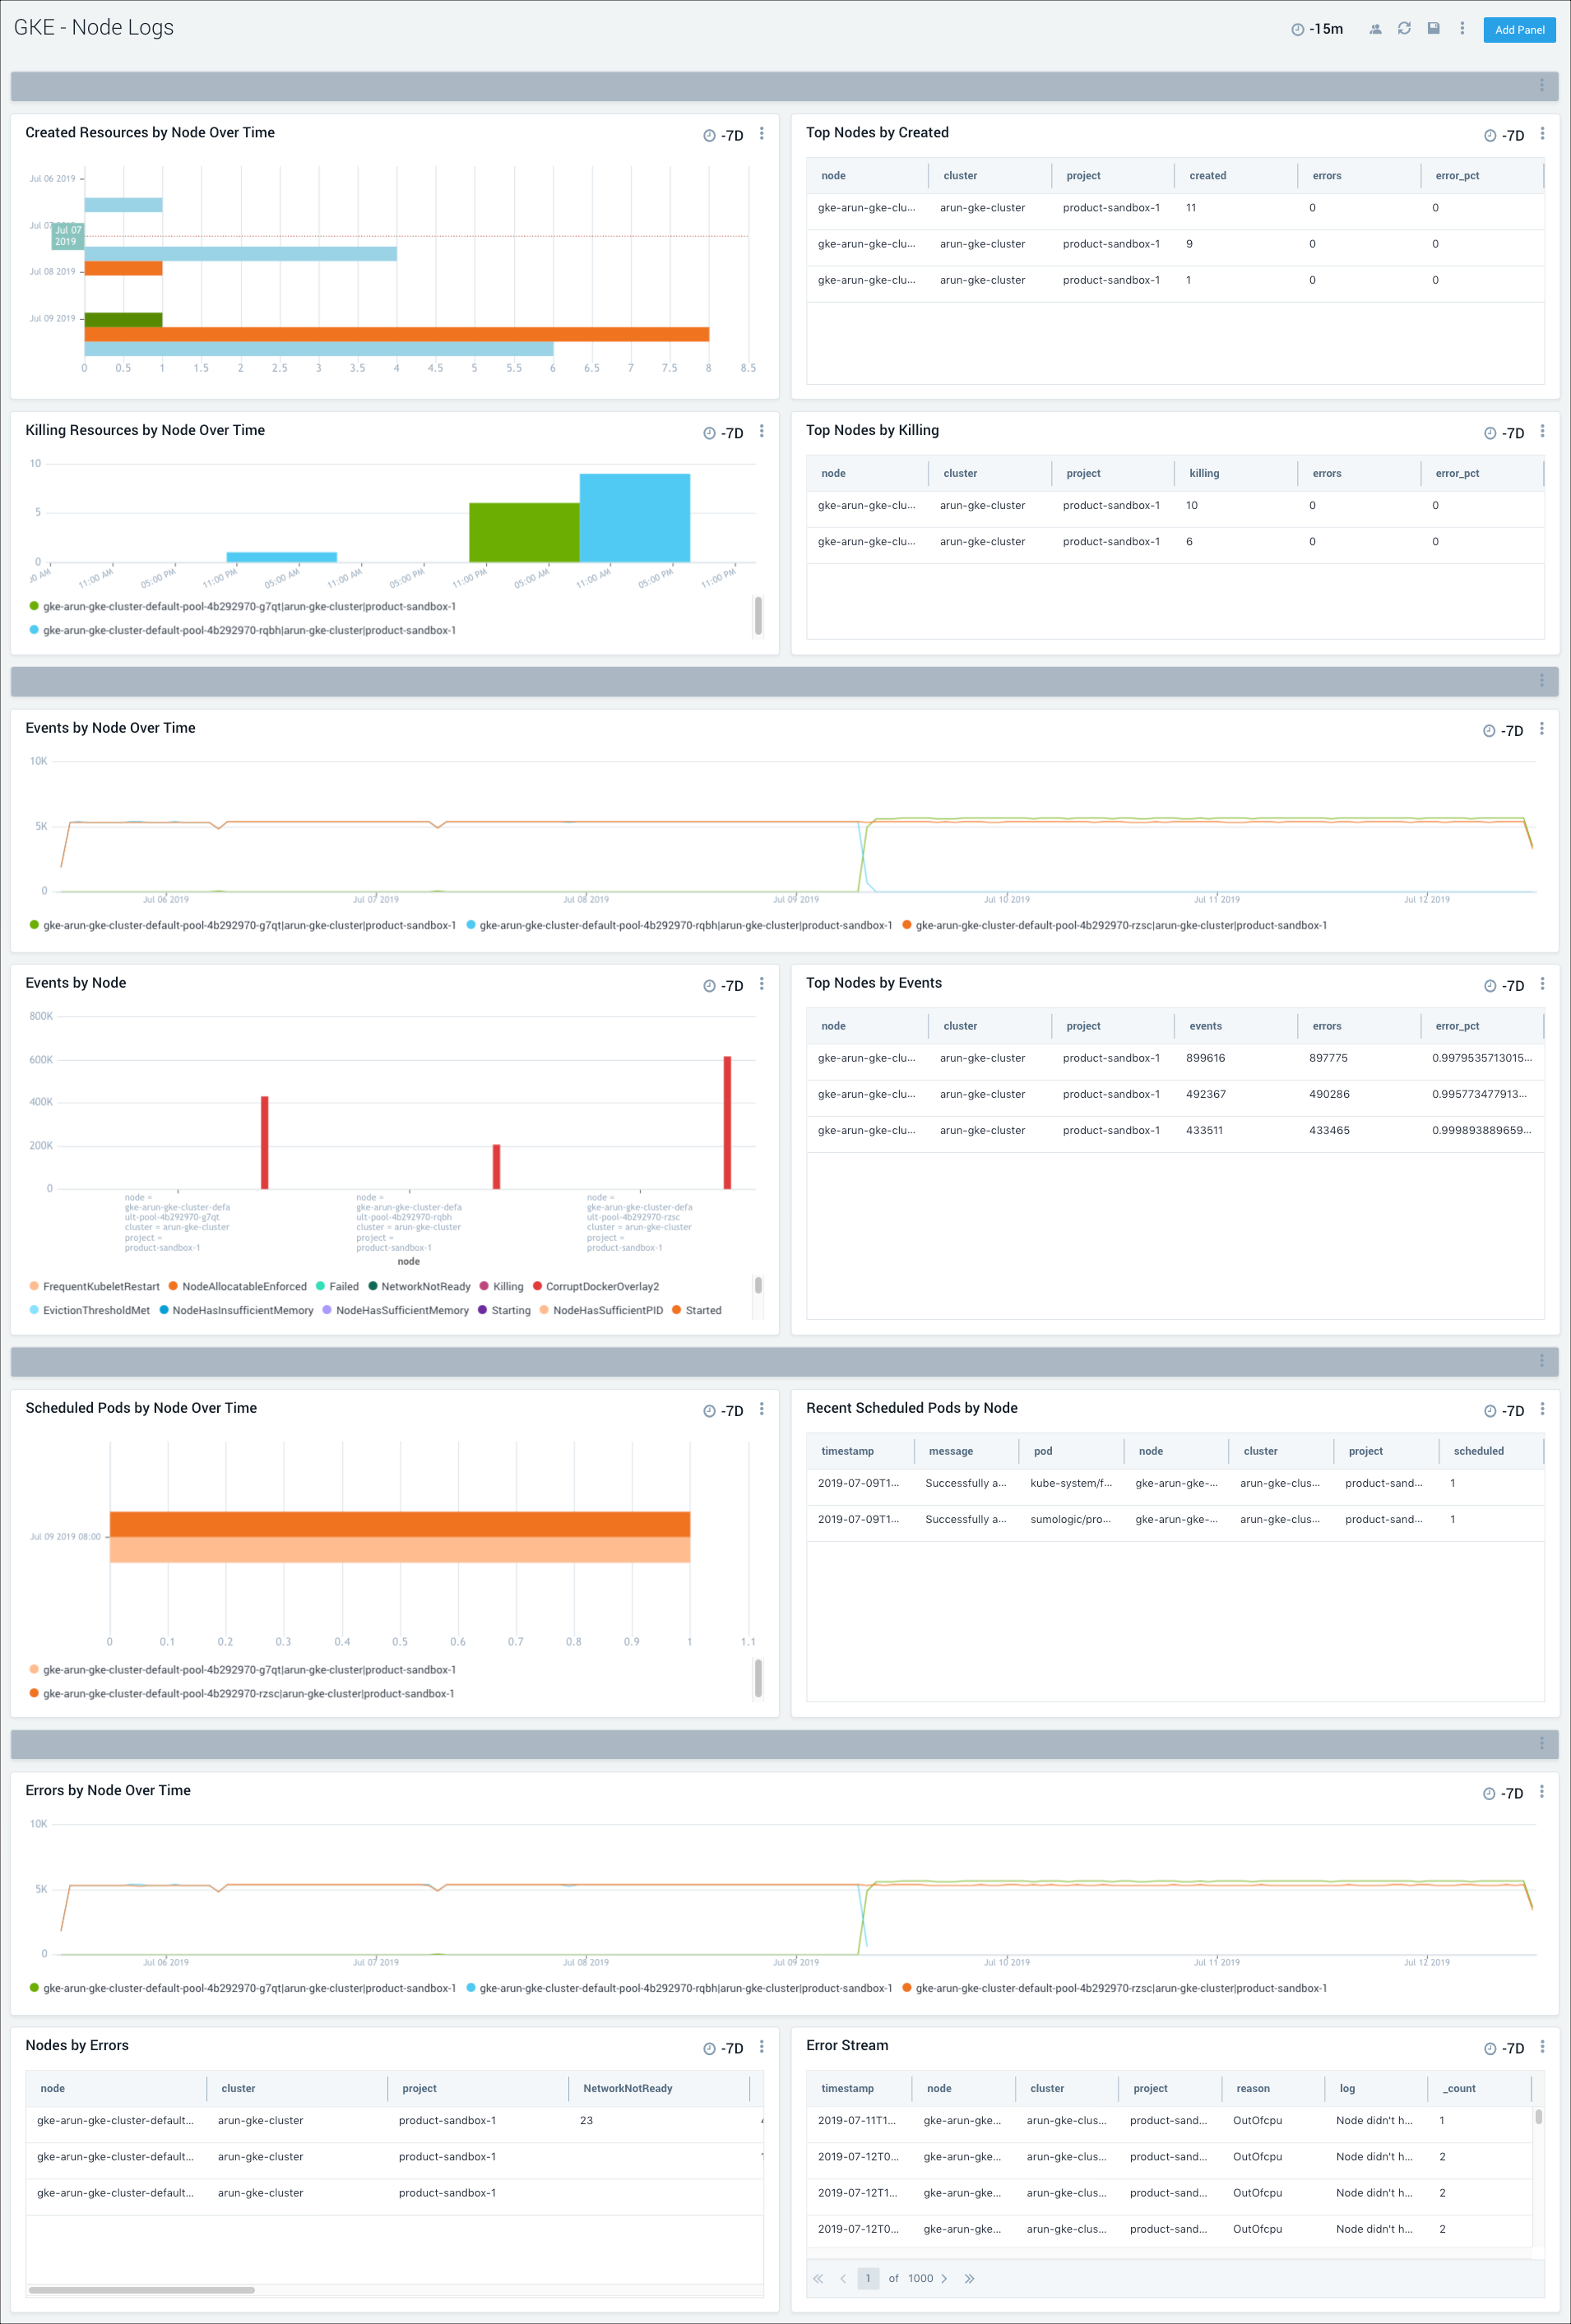 GKE - Node Logs
-15m
Add Panel
Created Resources by Node Over Time
-7D
Jul 06 2019
Jul 07 2019
Jul 08 2019
Jul 09 2019
0 0.5 1 1.5 2 2.5 3 3.5 4 4.5 5 5.5 6 6.5 7 7.5 8 8.5
Top Nodes by Created
-7D
node cluster project created errors error_pct
gke-arun-gke-clu... arun-gke-cluster product-sandbox-1 11 0 0
gke-arun-gke-clu... arun-gke-cluster product-sandbox-1 9 0 0
gke-arun-gke-clu... arun-gke-cluster product-sandbox-1 1 0 0
Killing Resources by Node Over Time
-7D
10
5
0
11:00 AM 05:00 PM 11:00 PM 05:00 AM 11:00 AM 05:00 PM 11:00 PM 05:00 AM 11:00 AM 05:00 PM 11:00 PM
gke-arun-gke-cluster-default-pool-4b292970-g7qt|arun-gke-cluster|product-sandbox-1
gke-arun-gke-cluster-default-pool-4b292970-rqbh|arun-gke-cluster|product-sandbox-1
Top Nodes by Killing
-7D
node cluster project killing errors error_pct
gke-arun-gke-clu... arun-gke-cluster product-sandbox-1 10 0 0
gke-arun-gke-clu... arun-gke-cluster product-sandbox-1 6 0 0
Events by Node Over Time
-7D
10K
5K
0
Jul 06 2019 Jul 07 2019 Jul 08 2019 Jul 09 2019 Jul 10 2019 Jul 11 2019 Jul 12 2019
gke-arun-gke-cluster-default-pool-4b292970-g7qt|arun-gke-cluster|product-sandbox-1 gke-arun-gke-cluster-default-pool-4b292970-rqbh|arun-gke-cluster|product-sandbox-1 gke-arun-gke-cluster-default-pool-4b292970-rzsc|arun-gke-cluster|product-sandbox-1
Events by Node
-7D
800K
600K
400K
200K
0
node = node = node =
gke-arun-gke-cluster-defa gke-arun-gke-cluster-defa gke-arun-gke-cluster-defa
ult-pool-4b292970-g7qt ult-pool-4b292970-rqbh ult-pool-4b292970-rzsc
cluster = arun-gke-cluster cluster = arun-gke-cluster cluster = arun-gke-cluster
project = project = project =
product-sandbox-1 product-sandbox-1 product-sandbox-1
node
FrequentKubeletRestart NodeAllocatableEnforced Failed NetworkNotReady Killing CorruptDockerOverlay2
EvictionThresholdMet NodeHasInsufficientMemory NodeHasSufficientMemory Starting NodeHasSufficientPID Started
Top Nodes by Events
-7D
node cluster project events errors error_pct
gke-arun-gke-clu... arun-gke-cluster product-sandbox-1 899616 897775 0.9979535713015...
gke-arun-gke-clu... arun-gke-cluster product-sandbox-1 492367 490286 0.995773477913...
gke-arun-gke-clu... arun-gke-cluster product-sandbox-1 433511 433465 0.999893889659...
Scheduled Pods by Node Over Time
-7D
Jul 09 2019 08:00
0 0.1 0.2 0.3 0.4 0.5 0.6 0.7 0.8 0.9 1 1.1
gke-arun-gke-cluster-default-pool-4b292970-g7qt|arun-gke-cluster|product-sandbox-1
gke-arun-gke-cluster-default-pool-4b292970-rzsc|arun-gke-cluster|product-sandbox-1
Recent Scheduled Pods by Node
-7D
timestamp message pod node cluster project scheduled
2019-07-09T1... Successfully a... kube-system/f... gke-arun-gke-... arun-gke-clus... product-sand... 1
2019-07-09T1... Successfully a... sumologic/pro... gke-arun-gke-... arun-gke-clus... product-sand... 1
Errors by Node Over Time
-7D
10K
5K
0
Jul 06 2019 Jul 07 2019 Jul 08 2019 Jul 09 2019 Jul 10 2019 Jul 11 2019 Jul 12 2019
gke-arun-gke-cluster-default-pool-4b292970-g7qt|arun-gke-cluster|product-sandbox-1 gke-arun-gke-cluster-default-pool-4b292970-rqbh|arun-gke-cluster|product-sandbox-1 gke-arun-gke-cluster-default-pool-4b292970-rzsc|arun-gke-cluster|product-sandbox-1
Nodes by Errors
-7D
node cluster project NetworkNotReady
gke-arun-gke-cluster-default... arun-gke-cluster product-sandbox-1 23
gke-arun-gke-cluster-default... arun-gke-cluster product-sandbox-1
gke-arun-gke-cluster-default... arun-gke-cluster product-sandbox-1
Error Stream
-7D
timestamp node cluster project reason log _count
2019-07-11T1... gke-arun-gke... arun-gke-clus... product-sand... OutOfcpu Node didn't h... 1
2019-07-12T0... gke-arun-gke... arun-gke-clus... product-sand... OutOfcpu Node didn't h... 2
2019-07-12T1... gke-arun-gke... arun-gke-clus... product-sand... OutOfcpu Node didn't h... 2
2019-07-12T0... gke-arun-gke... arun-gke-clus... product-sand... OutOfcpu Node didn't h... 2
1 of 1000